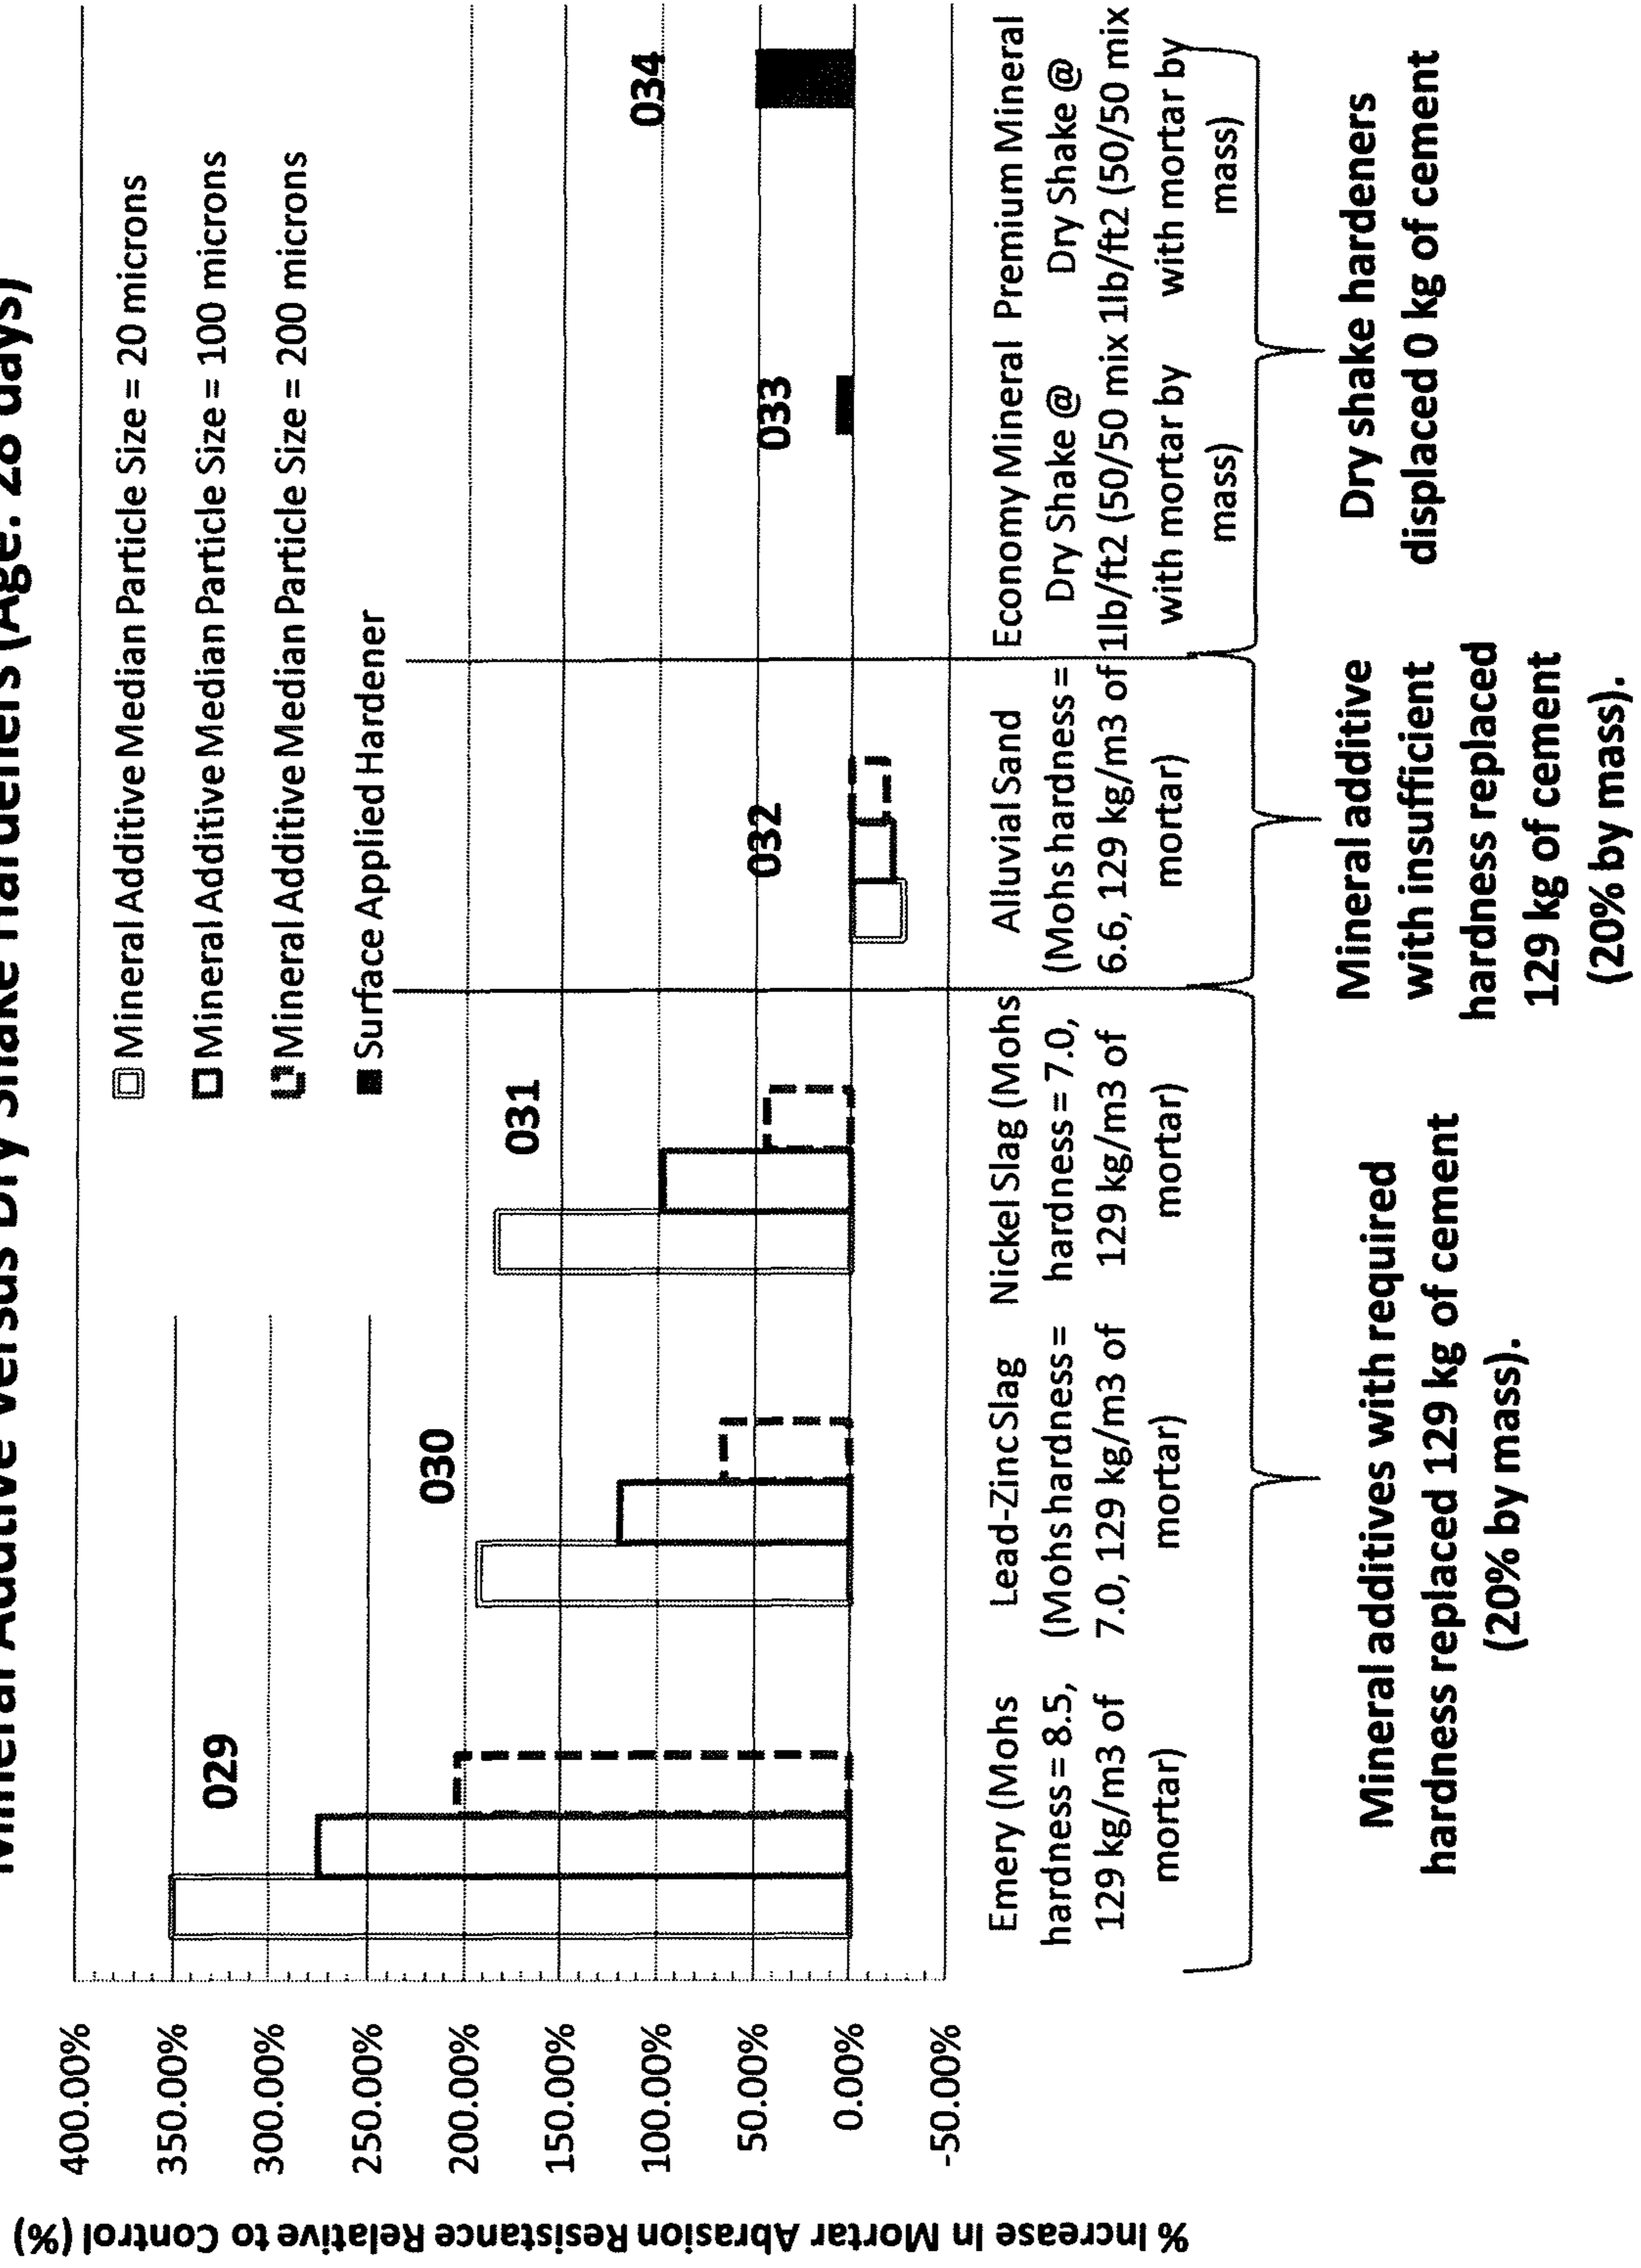 Mineral Additive versus Dry Shake Hardeners (Age: 28 days)
% Increase In Mortar Abrasion Resistance Relative to Control (%)
400.00%
350.00%
300.00%
250.00%
200.00%
150.00%
100.00%
50.00%
0.00%
-50.00%
Mineral Additive Median Particle Size = 20 microns
Mineral Additive Median Particle Size = 100 microns
Mineral Additive Median Particle Size = 200 microns
Surface Applied Hardener
029
030
031
032
033
034
Emery (Mohs
hardness = 8.5,
129 kg/m3 of
mortar)
Lead-Zinc Slag
(Mohs hardness =
7.0, 129 kg/m3 of
mortar)
Nickel Slag (Mohs
hardness = 7.0,
129 kg/m3 of
mortar)
Alluvial Sand
(Mohs hardness =
6.6, 129 kg/m3 of
mortar)
Economy Mineral
Dry Shake @
1lb/ft2 (50/50 mix
with mortar by
mass)
Premium Mineral
Dry Shake @
1lb/ft2 (50/50 mix
with mortar by
mass)
Mineral additives with required
hardness replaced 129 kg of cement
(20% by mass).
Mineral additive
with insufficient
hardness replaced
129 kg of cement
(20% by mass).
Dry shake hardeners
displaced 0 kg of cement